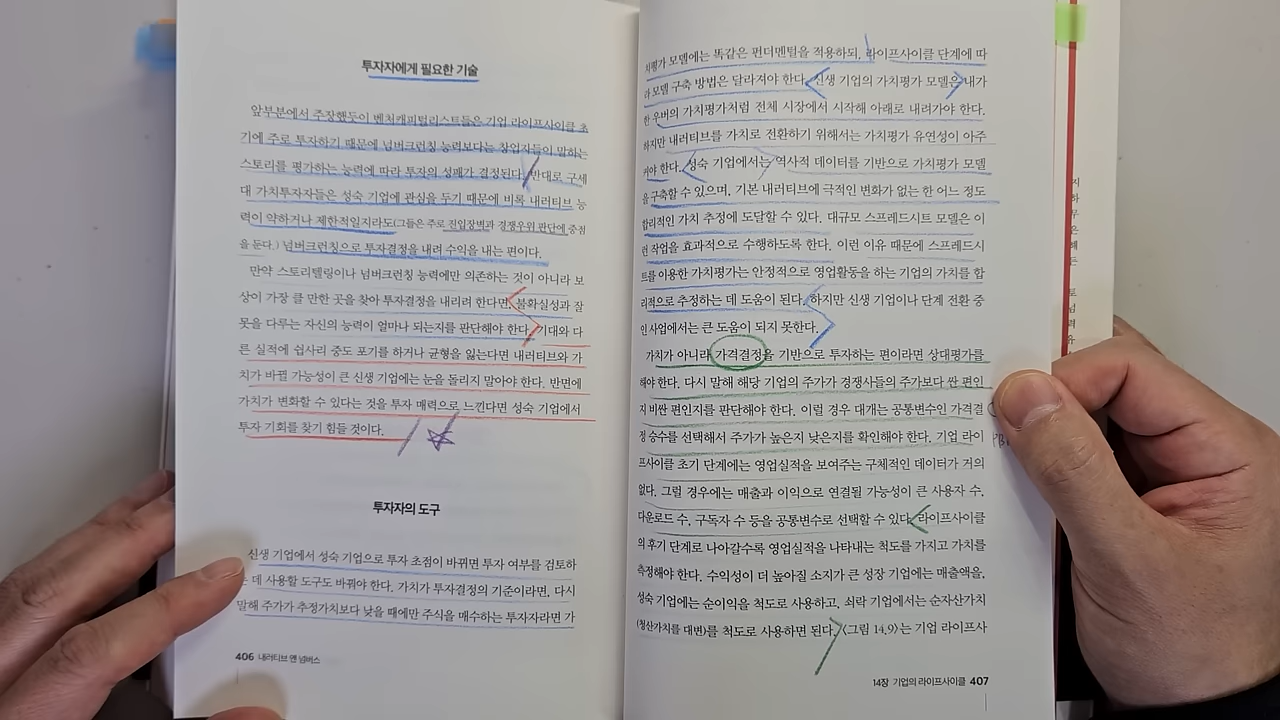 투자자에게 필요한 기술
앞부분에서 주장했듯이 벤처캐피털리스트들은 기업 라이프사이클 초
기에 주로 투자하기 때문에 넘버크런칭 능력보다는 창업자들이 말하는
스토리를 평가하는 능력에 따라 투자의 성패가 결정된다. 반대로 구세
대 가치투자자들은 성숙 기업에 관심을 두기 때문에 비록 내러티브 능
력이 약하거나 제한적일지라도(그들은 주로 진입장벽과 경쟁우위 판단에 중점
을 둔다.) 넘버크런칭으로 투자결정을 내려 수익을 내는 편이다.
만약 스토리텔링이나 넘버크런칭 능력에만 의존하는 것이 아니라 보
상이 가장 클 만한 곳을 찾아 투자결정을 내리려 한다면, 불확실성과 잘
못을 다루는 자신의 능력이 얼마나 되는지를 판단해야 한다. 기대와 다
른 실적에 쉽사리 중도 포기를 하거나 균형을 잃는다면 내러티브와 가
치가 바뀔 가능성이 큰 신생 기업에는 눈을 돌리지 말아야 한다. 반면에
가치가 변화할 수 있다는 것을 투자 매력으로 느낀다면 성숙 기업에서
투자 기회를 찾기 힘들 것이다.
투자자의 도구
신생 기업에서 성숙 기업으로 투자 초점이 바뀌면 투자 여부를 검토하
는 데 사용할 도구도 바꿔야 한다. 가치가 투자결정의 기준이라면, 다시
말해 주가가 추정가치보다 낮을 때에만 주식을 매수하는 투자자라면 가
406 내러티브 앤 넘버스
치평가 모델에는 똑같은 펀더멘털을 적용하되, 라이프사이클 단계에 따
라 모델 구축 방법은 달라져야 한다. 신생 기업의 가치평가 모델은 내가
한 우버의 가치평가처럼 전체 시장에서 시작해 아래로 내려가야 한다.
하지만 내러티브를 가치로 전환하기 위해서는 가치평가 유연성이 아주
커야 한다. 성숙 기업에서는 역사적 데이터를 기반으로 가치평가 모델
을 구축할 수 있으며, 기본 내러티브에 극적인 변화가 없는 한 어느 정도
합리적인 가치 추정에 도달할 수 있다. 대규모 스프레드시트 모델은 이
런 작업을 효과적으로 수행하도록 한다. 이런 이유 때문에 스프레드시
트를 이용한 가치평가는 안정적으로 영업활동을 하는 기업의 가치를 합
리적으로 추정하는 데 도움이 된다. 하지만 신생 기업이나 단계 전환 중
인 사업에서는 큰 도움이 되지 못한다.
가치가 아니라 가격결정을 기반으로 투자하는 편이라면 상대평가를
해야 한다. 다시 말해 해당 기업의 주가가 경쟁사들의 주가보다 싼 편인
지 비싼 편인지를 판단해야 한다. 이럴 경우 대개는 공통변수인 가격결
정 승수를 선택해서 주가가 높은지 낮은지를 확인해야 한다. 기업 라이
프사이클 초기 단계에는 영업실적을 보여주는 구체적인 데이터가 거의
없다. 그럴 경우에는 매출과 이익으로 연결될 가능성이 큰 사용자 수,
다운로드 수, 구독자 수 등을 공통변수로 선택할 수 있다. 라이프사이클
의 후기 단계로 나아갈수록 영업실적을 나타내는 척도를 가지고 가치를
측정해야 한다. 수익성이 더 높아질 소지가 큰 성장 기업에는 매출액을,
성숙 기업에는 순이익을 척도로 사용하고, 쇠락 기업에서는 순자산가치
(청산가치를 대변)를 척도로 사용하면 된다. 〈그림 14.9〉는 기업 라이프사
14장 기업의 라이프사이클 407